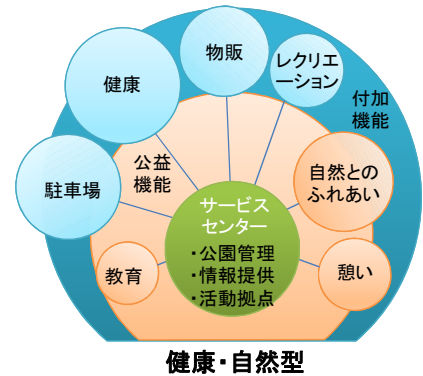 物販
レクリエ
ーション
健康
付加
機能
公益
機能
自然との
ふれあい
駐車場
サービス
センター
・公園管理
・情報提供
・活動拠点
教育
憩い
健康・自然型